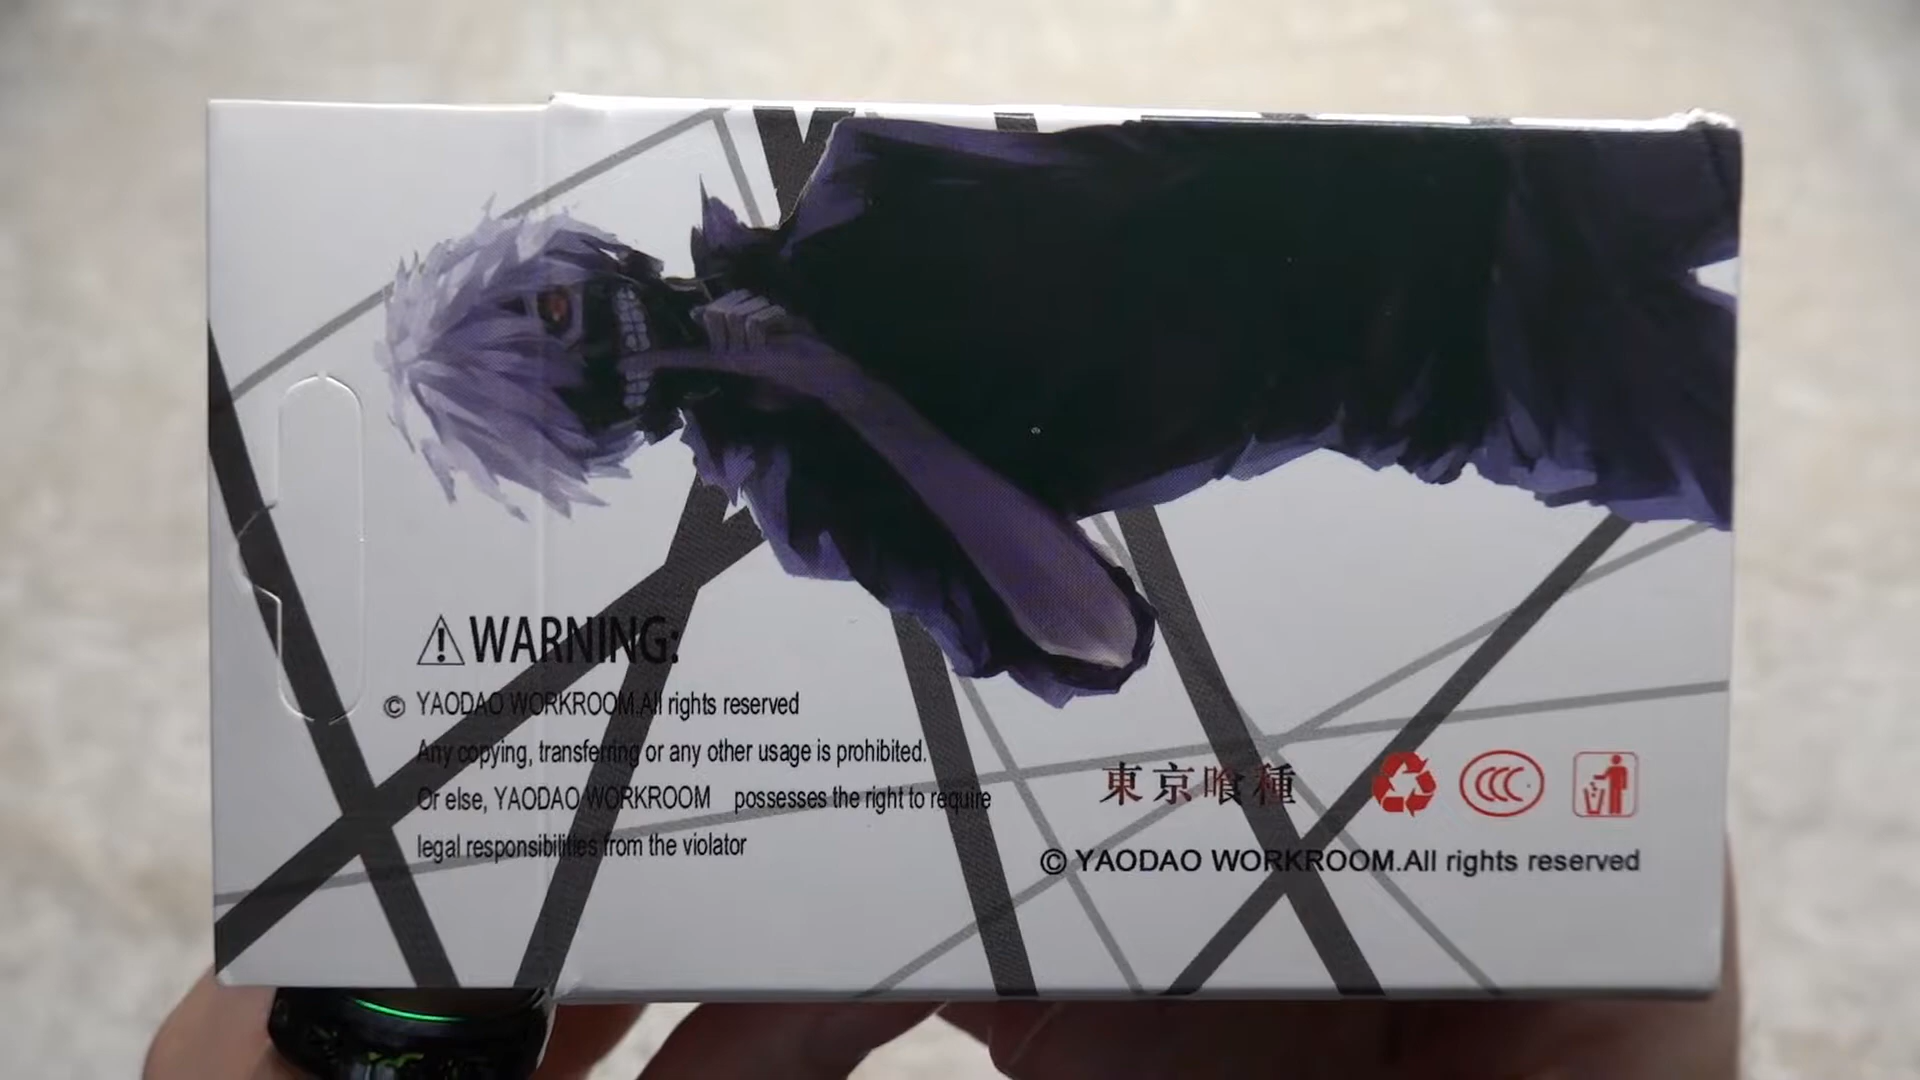 WARNING:
© YAODAO WORKROOM.All rights reserved
Any copying, transferring or any other usage is prohibited.
Or else, YAODAO WORKROOM possesses the right to require
legal responsibilities from the violator
東京喰種
CCC
© YAODAO WORKROOM.All rights reserved